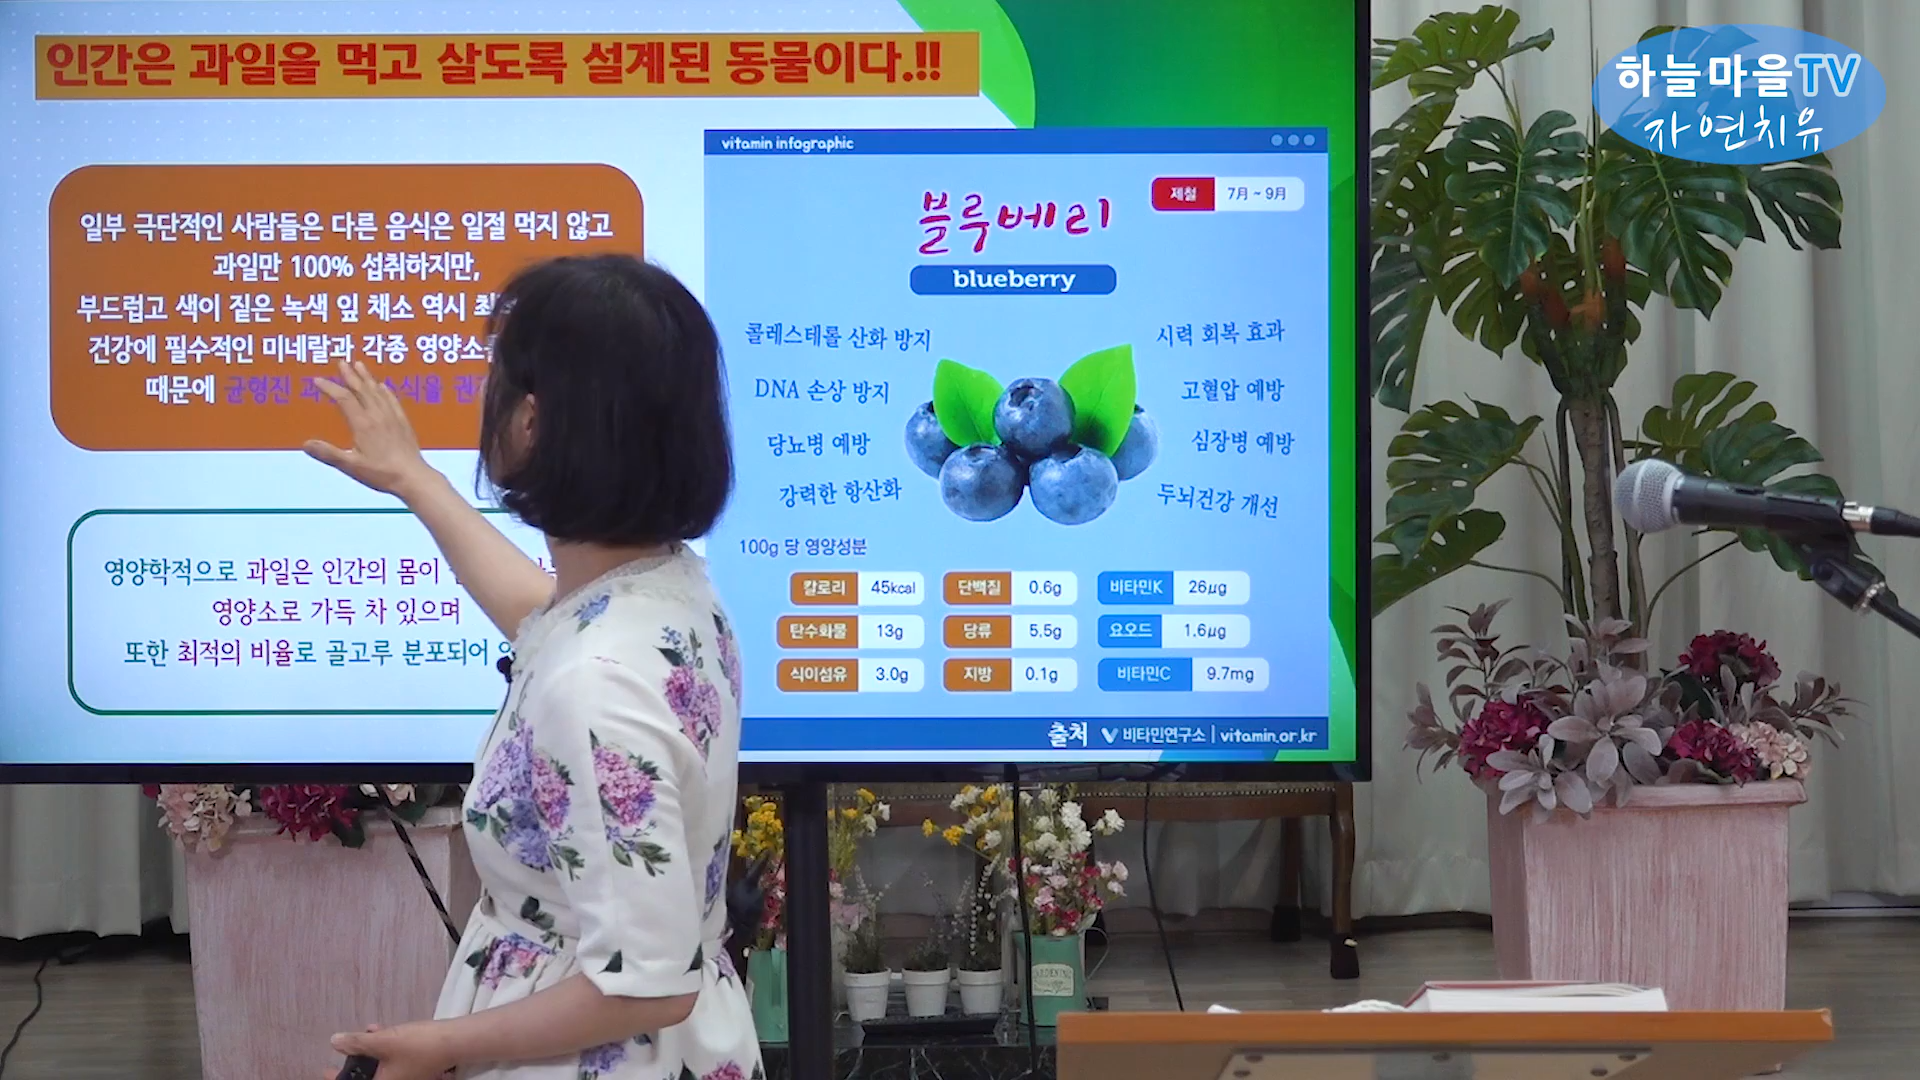 인간은 과일을 먹고 살도록 설계된 동물이다.!!
하늘마을TV
자연치유
일부 극단적인 사람들은 다른 음식은 일절 먹지 않고
과일만 100% 섭취하지만,
부드럽고 색이 짙은 녹색 잎 채소 역시
건강에 필수적인 미네랄과 각종
때문에 균형진
영양학적으로 과일은 인간의 몸이
영양소로 가득 차 있으며
또한 최적의 비율로 골고루 분포되어
vitamin infographic
제철 7月 ~ 9月
블루베리
blueberry
콜레스테롤 산화 방지
시력 회복 효과
DNA 손상 방지
고혈압 예방
당뇨병 예방
심장병 예방
강력한 항산화
두뇌건강 개선
100g 당 영양성분
칼로리 45kcal 단백질 0.6g 비타민K 26µg
탄수화물 13g 당류 5.5g 요오드 1.6µg
식이섬유 3.0g 지방 0.1g 비타민C 9.7mg
출처 비타민연구소 | vitamin.or.kr
GARDENING